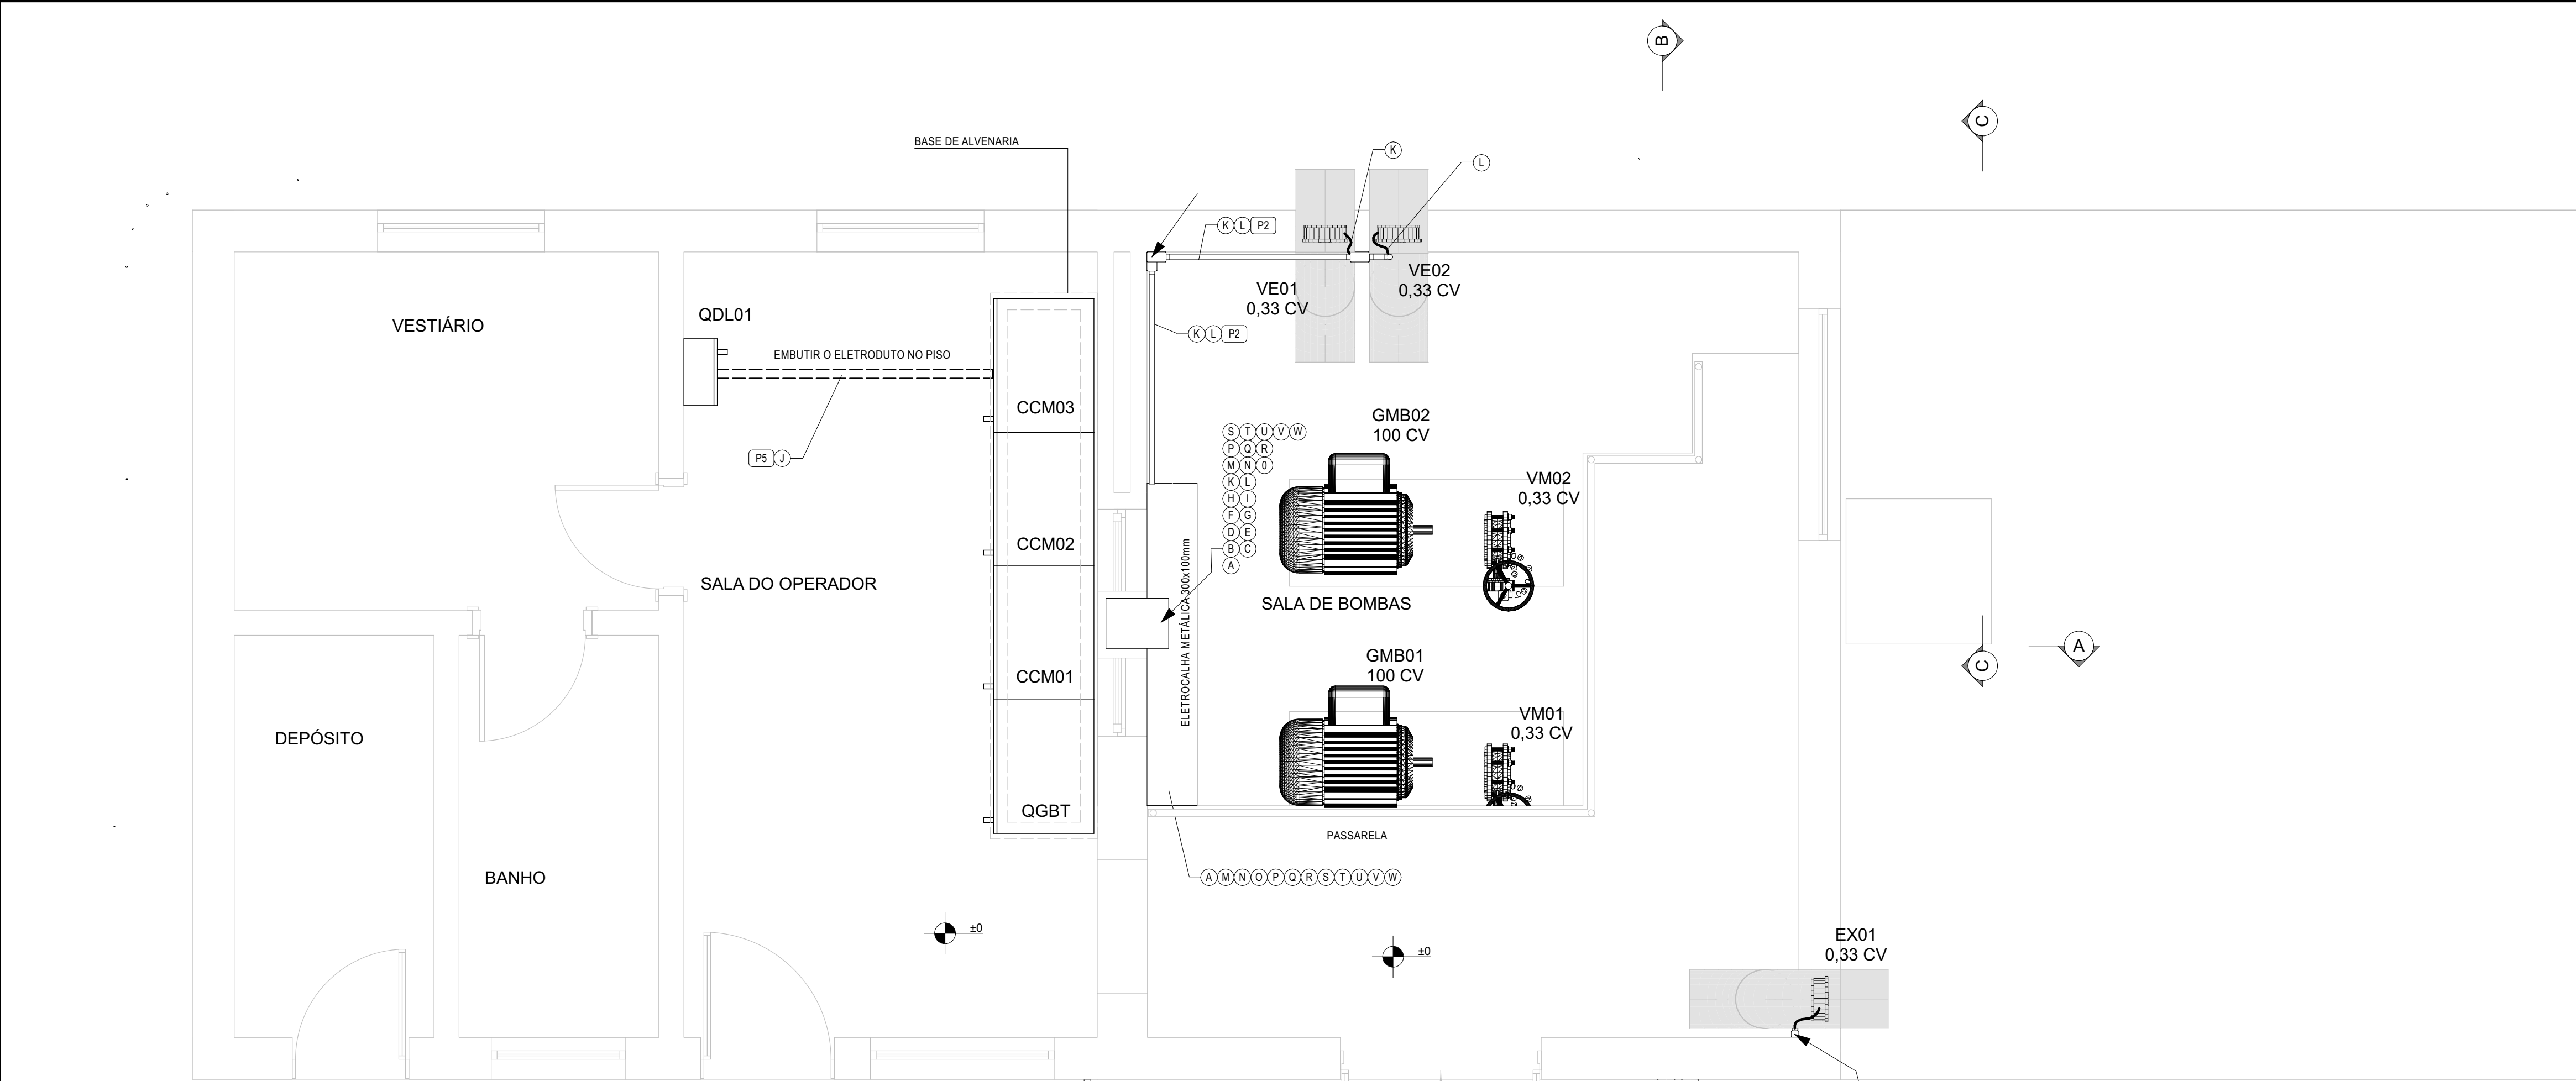 B
C
BASE DE ALVENARIA
K
L
K L P2
VE02
0,33 CV
VE01
0,33 CV
K L P2
QDL01
VESTIÁRIO
EMBUTIR O ELETRODUTO NO PISO
P5 J
CCM03
CCM02
CCM01
QGBT
SALA DO OPERADOR
DEPÓSITO
BANHO
S T U V W
P Q R
M N 0
K L
H I
F G
D E
B C
A
ELETROCALHA METÁLICA 300x100mm
GMB02
100 CV
VM02
0,33 CV
SALA DE BOMBAS
GMB01
100 CV
VM01
0,33 CV
PASSARELA
A M N O P Q R S T U V W
C
A
±0
±0
EX01
0,33 CV